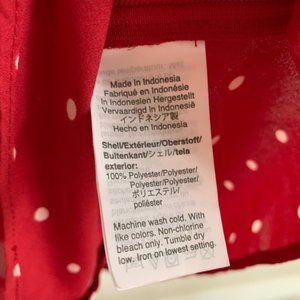 Made in Indonesia
Fabriqué en Indonésie
In Indonesien Hergestellt
Vervaardigd in Indonesië
インドネシア製
Hecho en Indonesia
Shell/Extérieur/Oberstoff/
Buitenkant/シェル/tela
exterior:
100% Polyester/Polyester/
Polyester/Polyester/
ポリエステル/
poliéster
Machine wash cold. With
like colors. Non-chlorine
bleach only. Tumble dry
low. Iron on lowest setting.